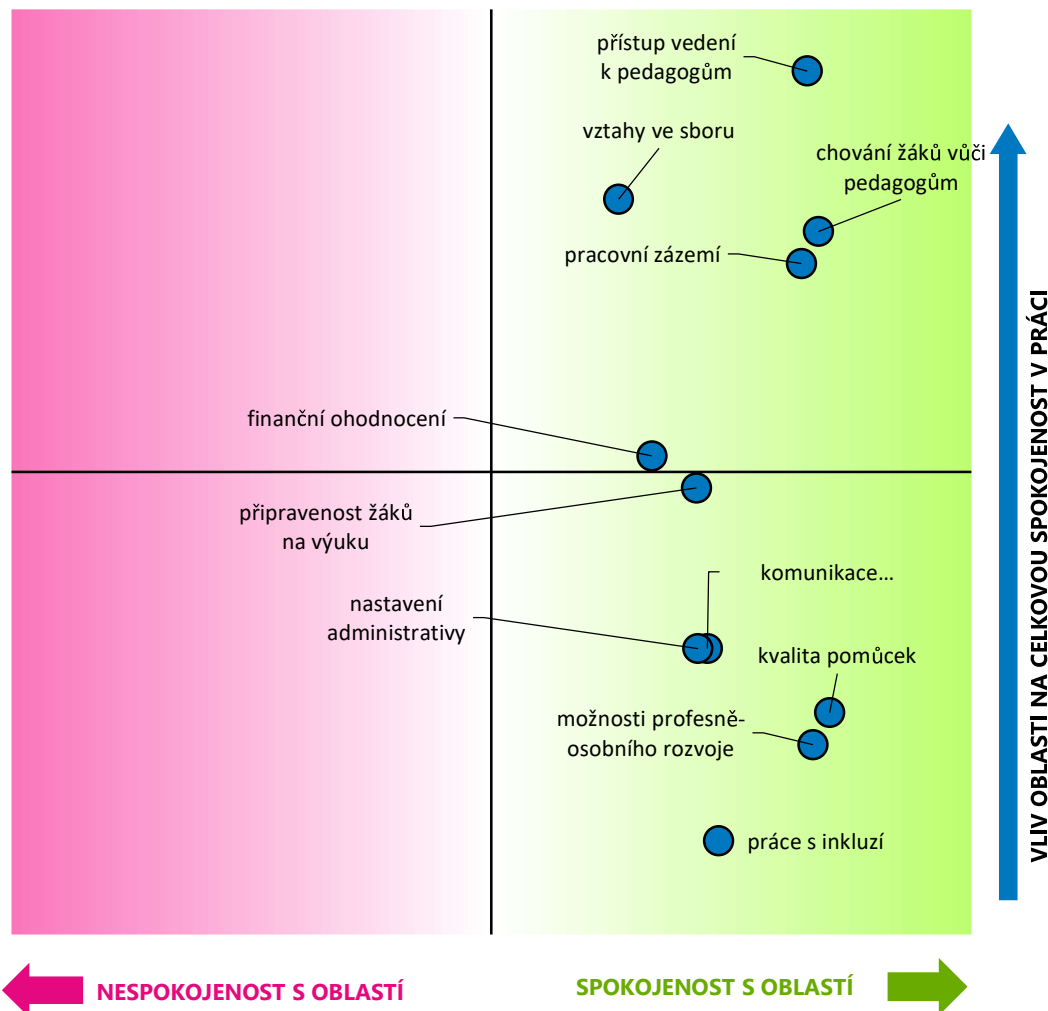 přístup vedení
k pedagogům
vztahy ve sboru
chování žáků vůči
pedagogům
pracovní zázemí
finanční ohodnocení
připravenost žáků
na výuku
komunikace…
nastavení
administrativy
kvalita pomůcek
možnosti profesně-
osobního rozvoje
práce s inkluzí
VLIV OBLASTI NA CELKOVOU SPOKOJENOST V PRÁCI
NESPOKOJENOST S OBLASTÍ
SPOKOJENOST S OBLASTÍ